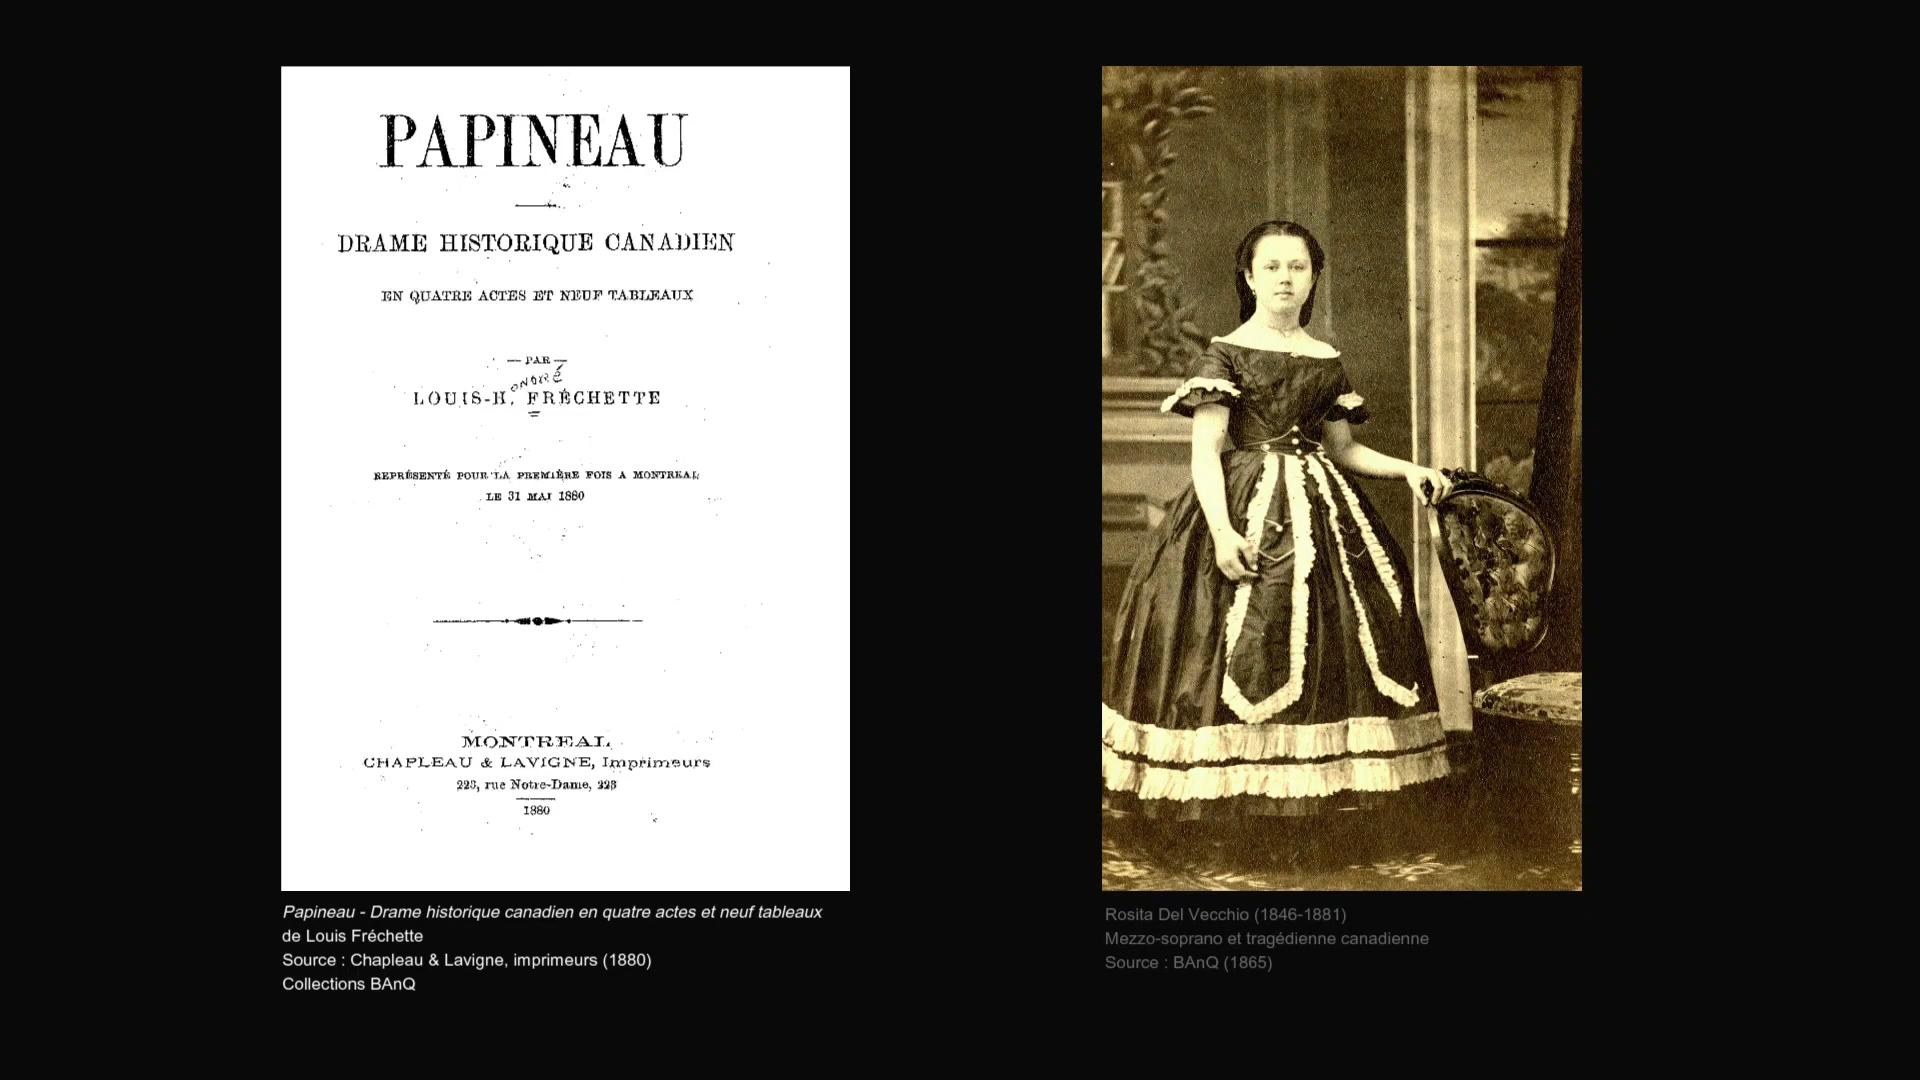 PAPINEAU
DRAME HISTORIQUE CANADIEN
EN QUATRE ACTES ET NEUF TABLEAUX
— PAR —
onoré
LOUIS-H. FRÉCHETTE
REPRÉSENTÉ POUR LA PREMIÈRE FOIS A MONTREAL
LE 31 MAI 1880
MONTREAL
CHAPLEAU & LAVIGNE, Imprimeurs
rue Notre-Dame,
1880
Papineau - Drame historique canadien en quatre actes et neuf tableaux
de Louis Fréchette
Source : Chapleau & Lavigne, imprimeurs (1880)
Collections BAnQ
Rosita Del Vecchio (1846-1881)
Mezzo-soprano et tragédienne canadienne
Source : BAnQ (1865)